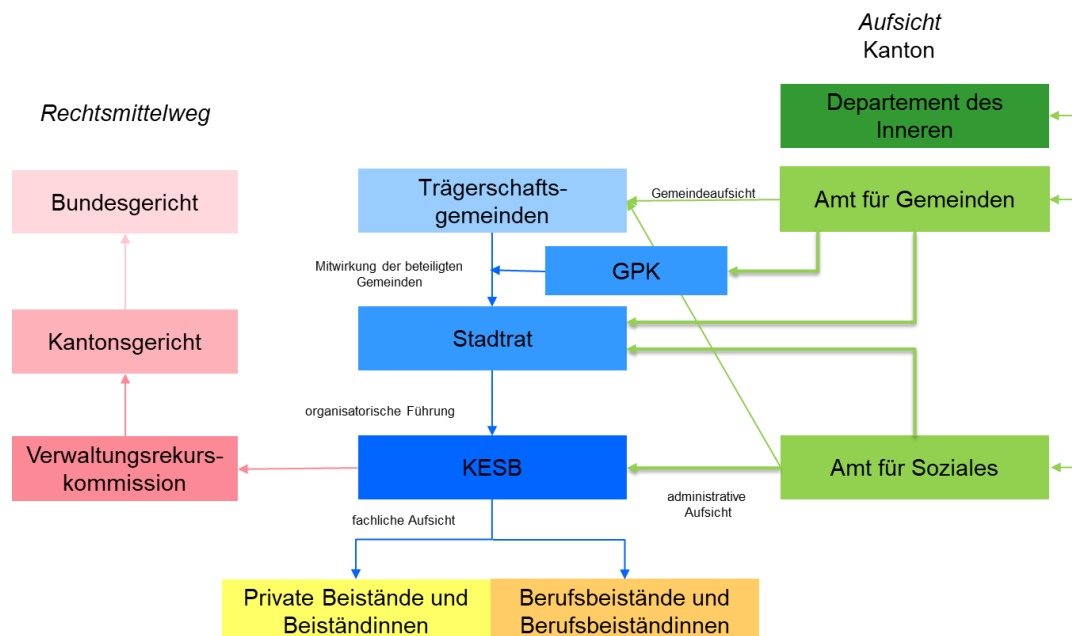 Aufsicht
Kanton
Rechtsmittelweg
Departement des
Inneren
Bundesgericht
Trägerschafts-
gemeinden
Gemeindeaufsicht
Amt für Gemeinden
Mitwirkung der beteiligten
Gemeinden
GPK
Kantonsgericht
Stadtrat
organisatorische Führung
Verwaltungsrekurs-
kommission
KESB
Amt für Soziales
administrative
Aufsicht
fachliche Aufsicht
Private Beistände und
Beiständinnen
Berufsbeistände und
Berufsbeiständinnen